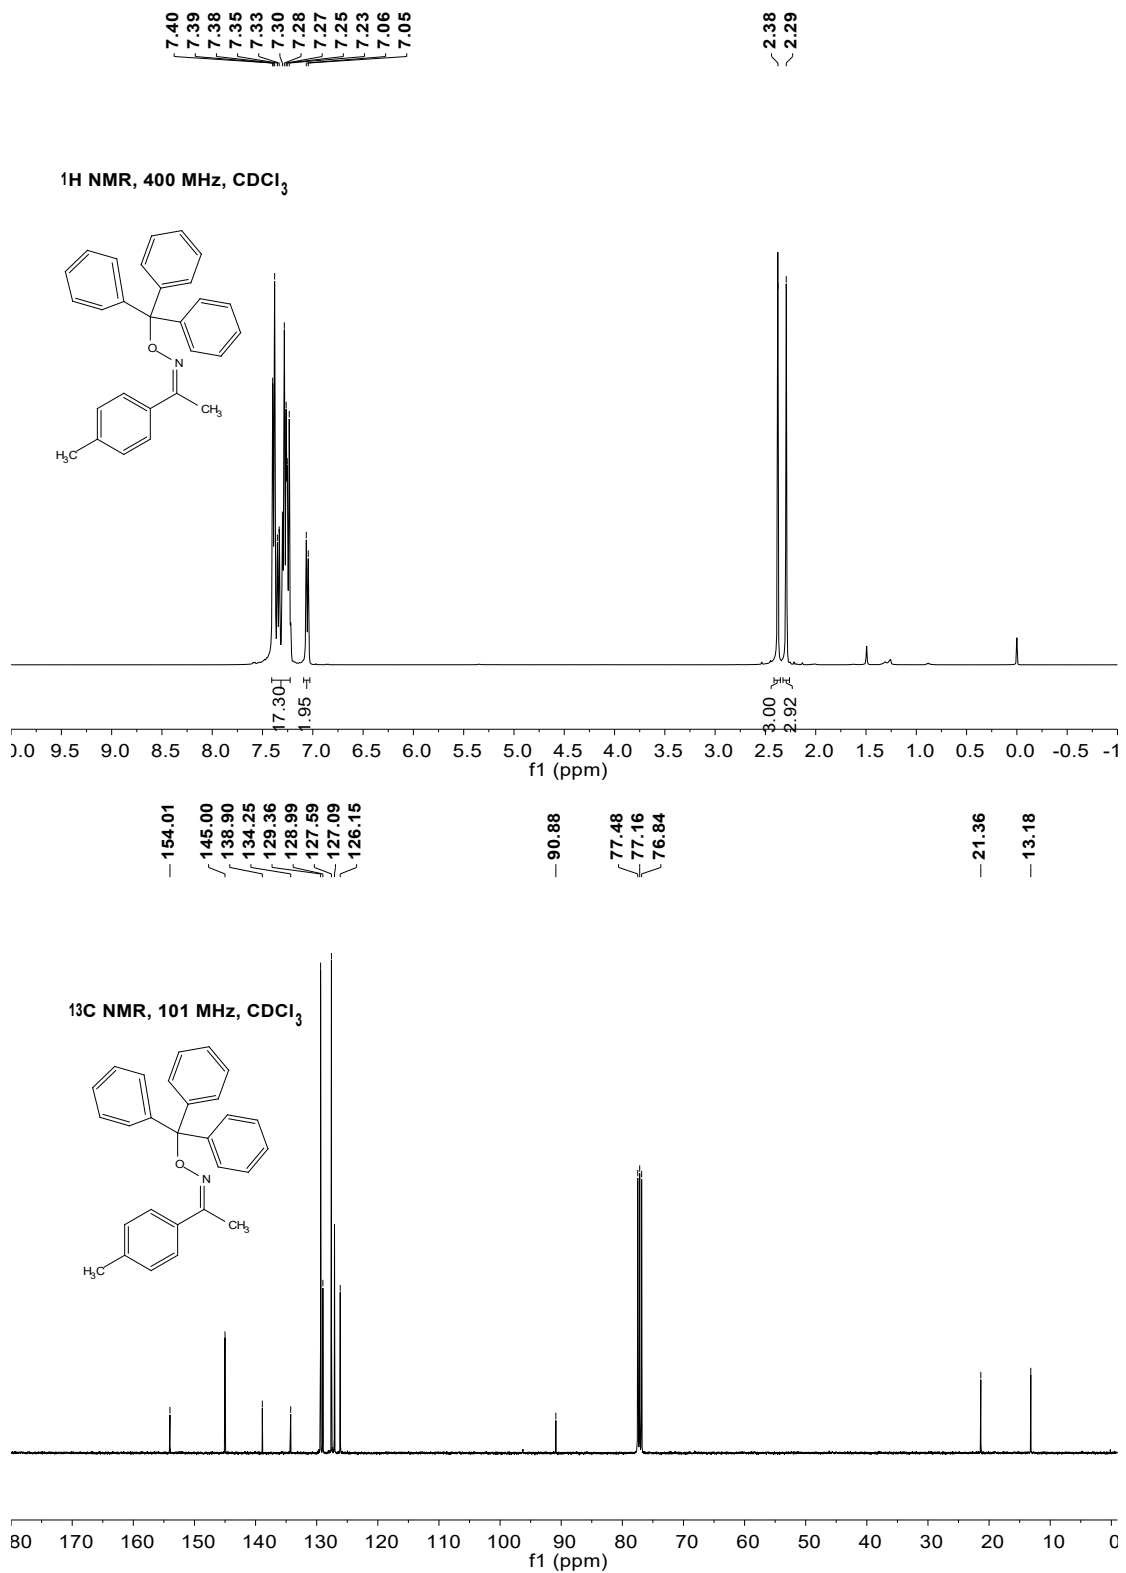 7.40
7.39
7.38
7.35
7.33
7.30
7.28
7.27
7.25
7.23
7.06
7.05
2.38
2.29
¹H NMR, 400 MHz, CDCl₃
O
N
CH₃
H₃C
17.30
1.95
3.00
2.92
0.0 9.5 9.0 8.5 8.0 7.5 7.0 6.5 6.0 5.5 5.0 4.5 4.0 3.5 3.0 2.5 2.0 1.5 1.0 0.5 0.0 -0.5 -1
f1 (ppm)
154.01
145.00
138.90
134.25
129.36
128.99
127.59
127.09
126.15
90.88
77.48
77.16
76.84
21.36
13.18
¹³C NMR, 101 MHz, CDCl₃
O
N
CH₃
H₃C
80 170 160 150 140 130 120 110 100 90 80 70 60 50 40 30 20 10 0
f1 (ppm)